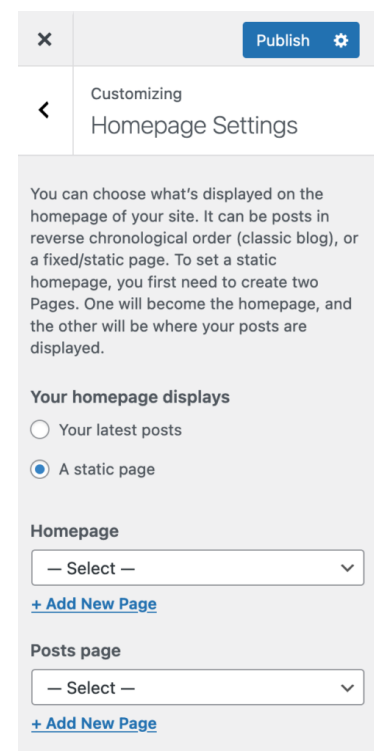 Publish
Customizing
Homepage Settings
You can choose what's displayed on the
homepage of your site. It can be posts in
reverse chronological order (classic blog), or
a fixed/static page. To set a static
homepage, you first need to create two
Pages. One will become the homepage, and
the other will be where your posts are
displayed.
Your homepage displays
Your latest posts
A static page
Homepage
— Select —
+ Add New Page
Posts page
— Select —
+ Add New Page